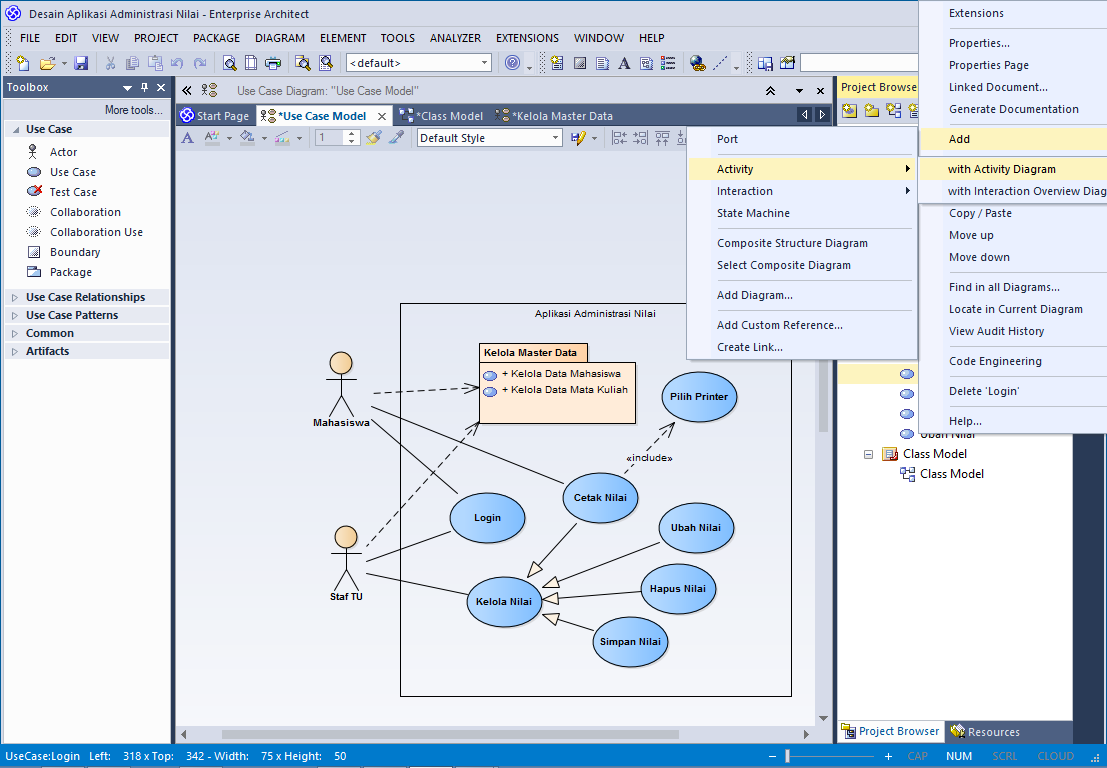 Desain Aplikasi Administrasi Nilai - Enterprise Architect
FILE EDIT VIEW PROJECT PACKAGE DIAGRAM ELEMENT TOOLS ANALYZER EXTENSIONS WINDOW HELP
<default>
Toolbox
More tools...
Use Case
Actor
Use Case
Test Case
Collaboration
Collaboration Use
Boundary
Package
Use Case Relationships
Use Case Patterns
Common
Artifacts
Use Case Diagram: "Use Case Model"
Start Page
*Use Case Model
*Class Model
*Kelola Master Data
A
1
Default Style
Aplikasi Administrasi Nilai
Kelola Master Data
+ Kelola Data Mahasiswa
+ Kelola Data Mata Kuliah
Pilih Printer
Mahasiswa
«include»
Cetak Nilai
Login
Ubah Nilai
Staf TU
Kelola Nilai
Hapus Nilai
Simpan Nilai
Port
Activity
Interaction
State Machine
Composite Structure Diagram
Select Composite Diagram
Add Diagram...
Add Custom Reference...
Create Link...
Project Browse
Extensions
Properties...
Properties Page
Linked Document...
Generate Documentation
Add
with Activity Diagram
with Interaction Overview Diag
Copy / Paste
Move up
Move down
Find in all Diagrams...
Locate in Current Diagram
View Audit History
Code Engineering
Delete 'Login'
Help...
Ubah Nilai
Class Model
Class Model
Project Browser
Resources
UseCase:Login Left: 318 x Top: 342 - Width: 75 x Height: 50
CAP NUM SCRL CLOUD